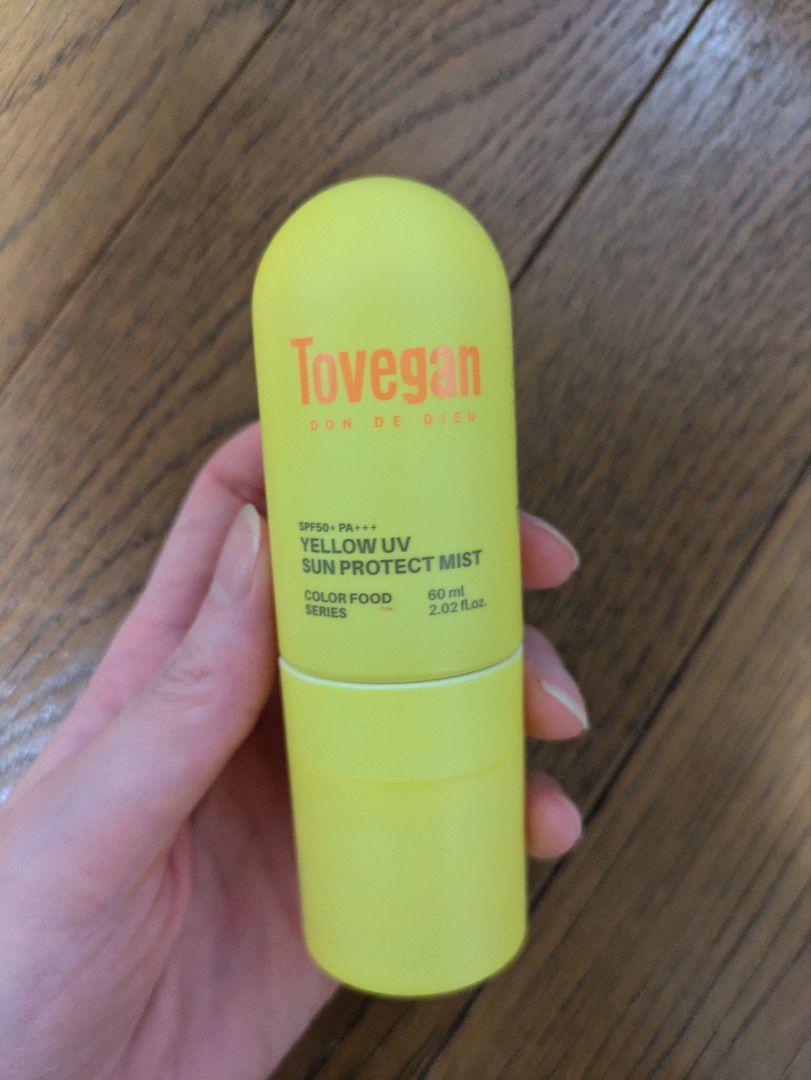 Tovegan
DON DE DIEU
SPF50+ PA+++
YELLOW UV
SUN PROTECT MIST
COLOR FOOD
SERIES
60 ml
2.02 fl.oz.